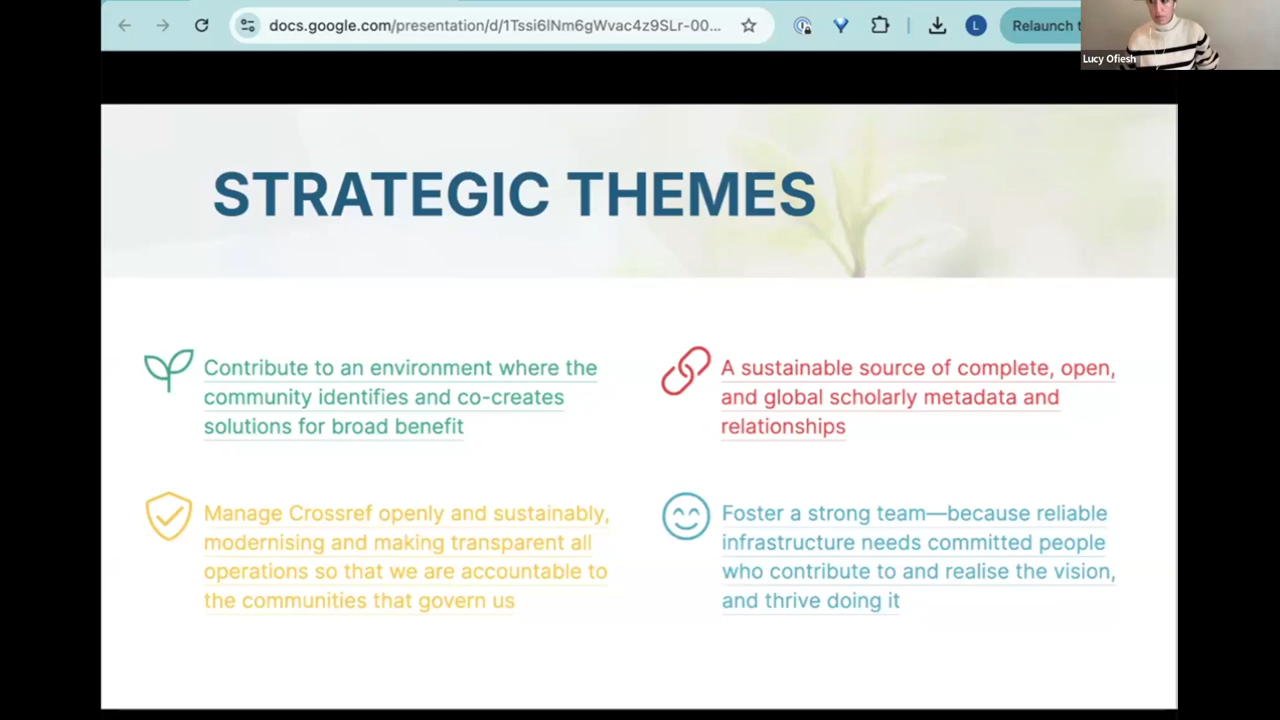 docs.google.com/presentation/d/1Tssi6lNm6gWvac4z9SLr-00...
L
Relaunch t
Lucy Ofiesh
STRATEGIC THEMES
Contribute to an environment where the
community identifies and co-creates
solutions for broad benefit
A sustainable source of complete, open,
and global scholarly metadata and
relationships
Manage Crossref openly and sustainably,
modernising and making transparent all
operations so that we are accountable to
the communities that govern us
Foster a strong team—because reliable
infrastructure needs committed people
who contribute to and realise the vision,
and thrive doing it